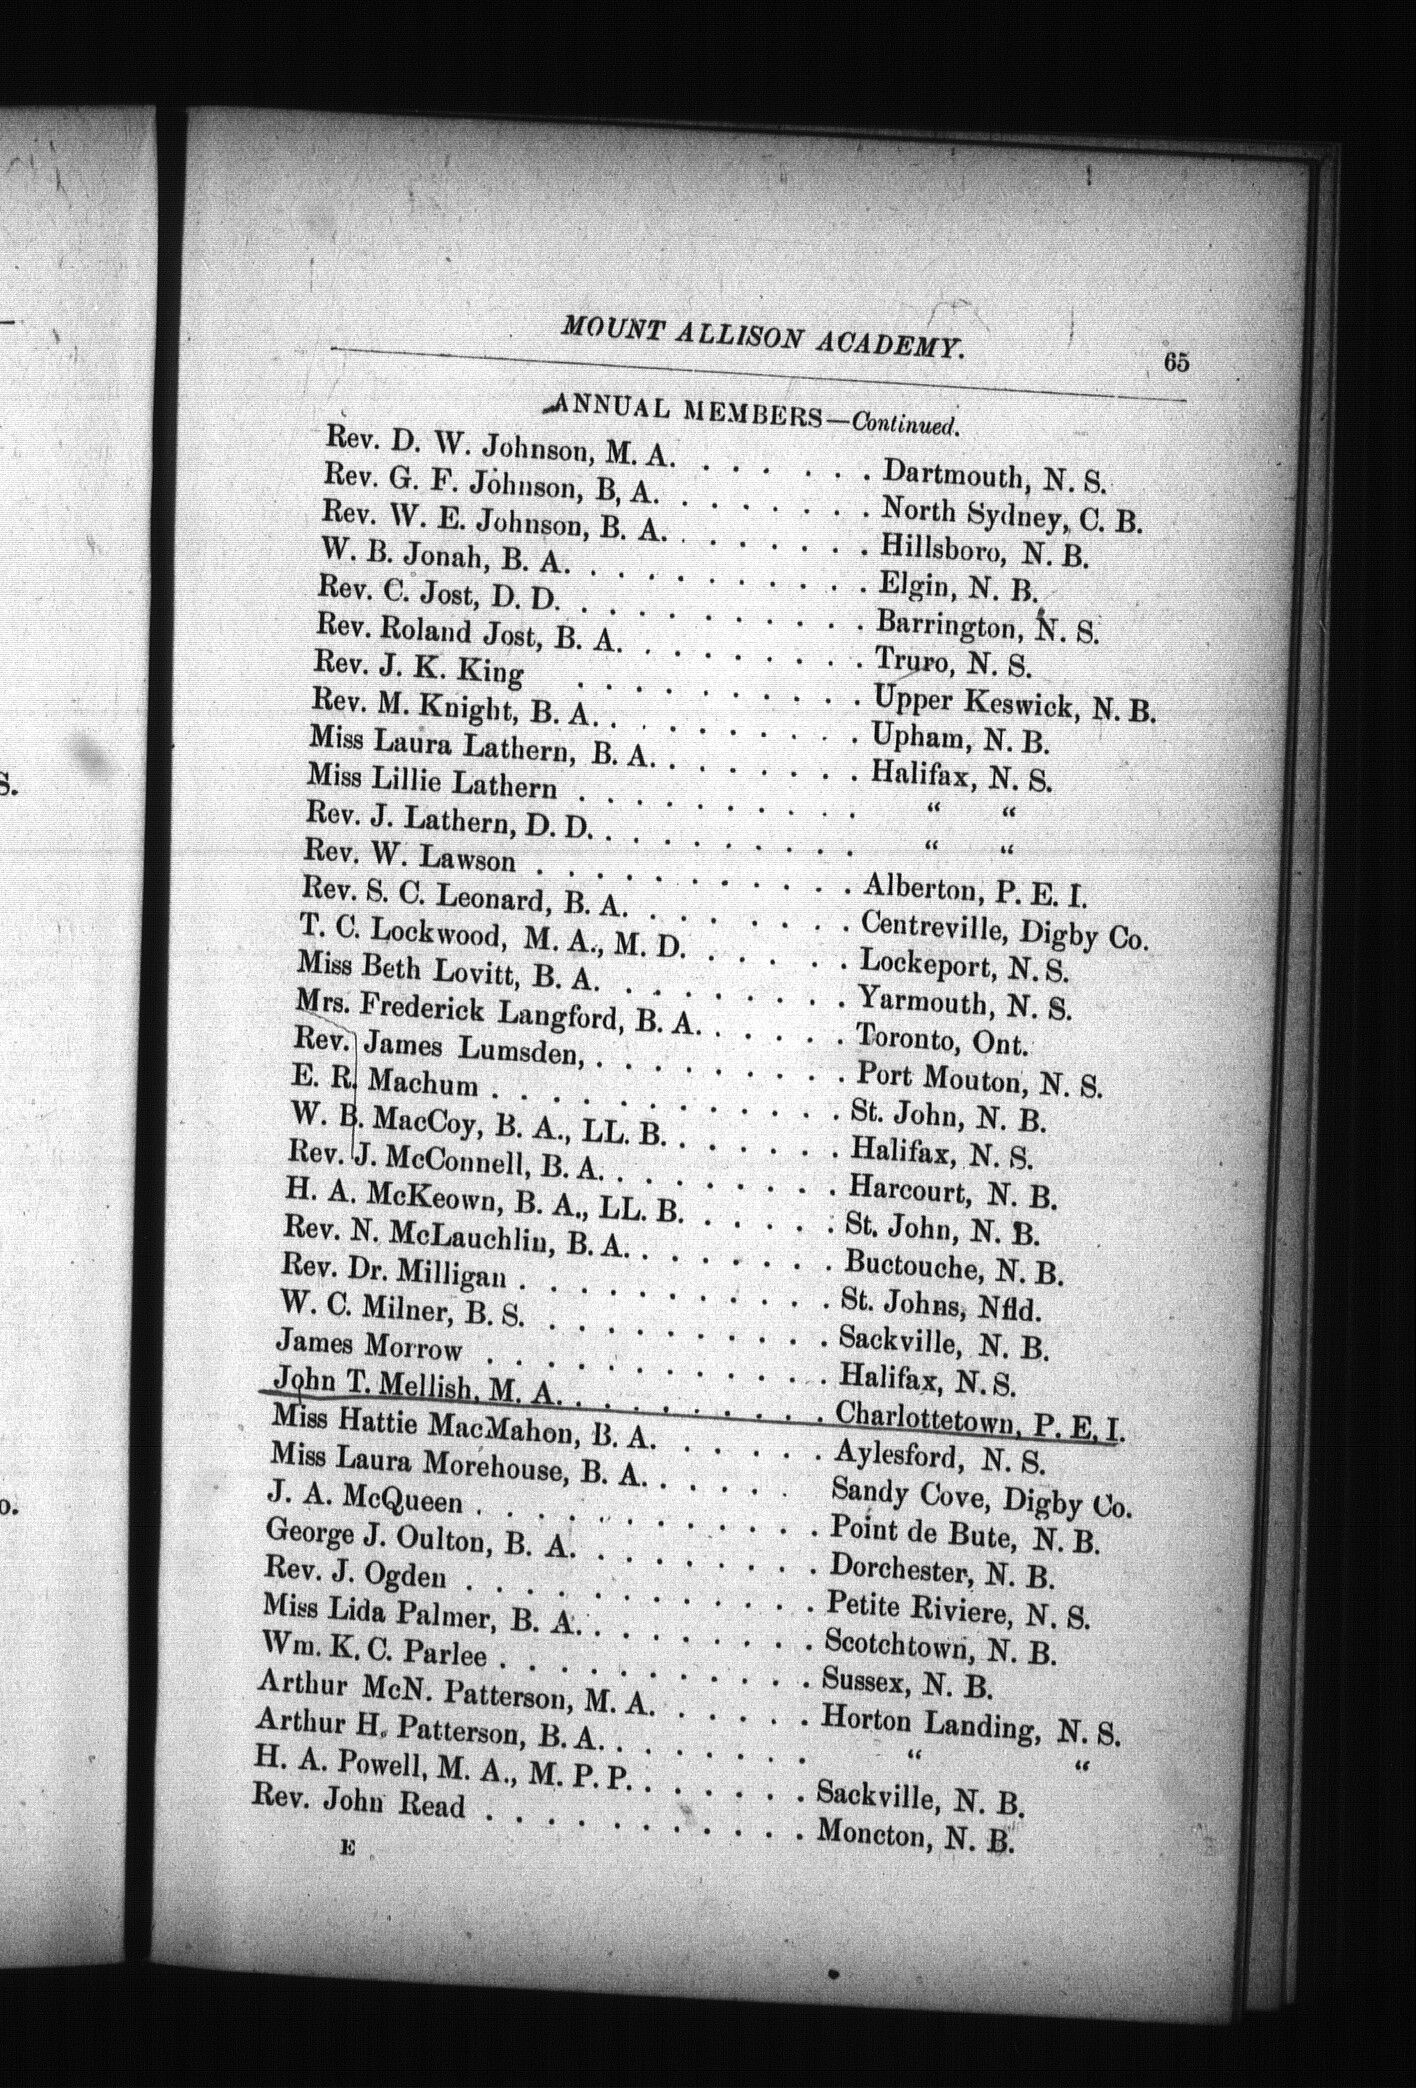 MOUNT ALLISON ACADEMY. 65
ANNUAL MEMBERS—Continued.
Rev. D. W. Johnson, M. A. . . . . . . Dartmouth, N. S.
Rev. G. F. Johnson, B, A. . . . . . . . North Sydney, C. B.
Rev. W. E. Johnson, B. A. . . . . . . . Hillsboro, N. B.
W. B. Jonah, B. A. . . . . . . . . . . Elgin, N. B.
Rev. C. Jost, D. D. . . . . . . . . . . Barrington, N. S.
Rev. Roland Jost, B. A. . . . . . . . . Truro, N. S.
Rev. J. K. King . . . . . . . . . . Upper Keswick, N. B.
Rev. M. Knight, B. A. . . . . . . . . . Upham, N. B.
Miss Laura Lathern, B. A. . . . . . . . Halifax, N. S.
Miss Lillie Lathern . . . . . . . . . . “ “
Rev. J. Lathern, D. D. . . . . . . . . . “ “
Rev. W. Lawson . . . . . . . . . . . Alberton, P. E. I.
Rev. S. C. Leonard, B. A. . . . . . . . Centreville, Digby Co.
T. C. Lockwood, M. A., M. D. . . . . . Lockeport, N. S.
Miss Beth Lovitt, B. A. . . . . . . . . Yarmouth, N. S.
Mrs. Frederick Langford, B. A. . . . . . Toronto, Ont.
Rev. James Lumsden, . . . . . . . . . Port Mouton, N. S.
E. R. Machum . . . . . . . . . . . . St. John, N. B.
W. B. MacCoy, B. A., LL. B. . . . . . . Halifax, N. S.
Rev. J. McConnell, B. A. . . . . . . . . Harcourt, N. B.
H. A. McKeown, B. A., LL. B. . . . . . St. John, N. B.
Rev. N. McLauchlin, B. A. . . . . . . . Buctouche, N. B.
Rev. Dr. Milligan . . . . . . . . . . . St. Johns, Nfld.
W. C. Milner, B. S. . . . . . . . . . . Sackville, N. B.
James Morrow . . . . . . . . . . . . Halifax, N. S.
John T. Mellish, M. A. . . . . . . . . . Charlottetown, P. E. I.
Miss Hattie MacMahon, B. A. . . . . . Aylesford, N. S.
Miss Laura Morehouse, B. A. . . . . . Sandy Cove, Digby Co.
J. A. McQueen . . . . . . . . . . . . Point de Bute, N. B.
George J. Oulton, B. A. . . . . . . . . Dorchester, N. B.
Rev. J. Ogden . . . . . . . . . . . . Petite Riviere, N. S.
Miss Lida Palmer, B. A. . . . . . . . . Scotchtown, N. B.
Wm. K. C. Parlee . . . . . . . . . . . Sussex, N. B.
Arthur McN. Patterson, M. A. . . . . . Horton Landing, N. S.
Arthur H. Patterson, B. A. . . . . . . . “ “
H. A. Powell, M. A., M. P. P. . . . . . . Sackville, N. B.
Rev. John Read . . . . . . . . . . . Moncton, N. B.
E